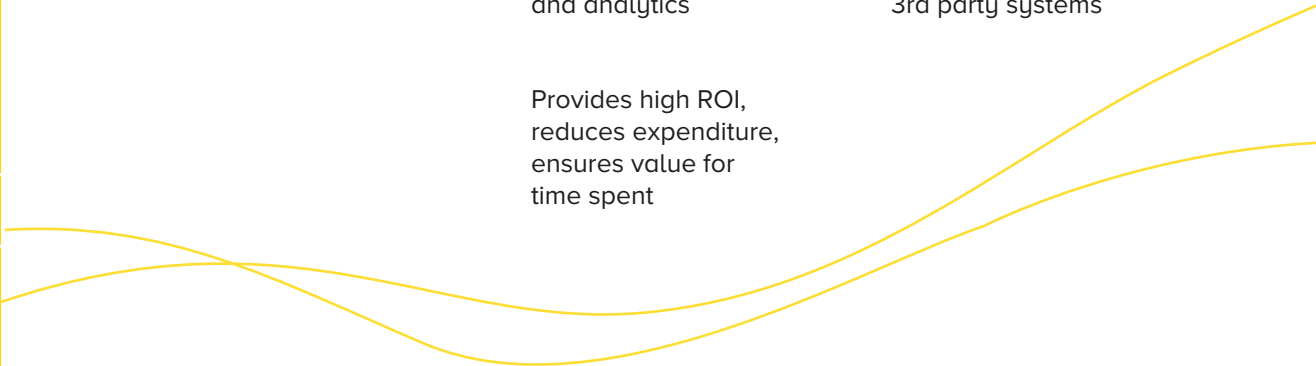 and analytics
3rd party systems
Provides high ROI,
reduces expenditure,
ensures value for
time spent